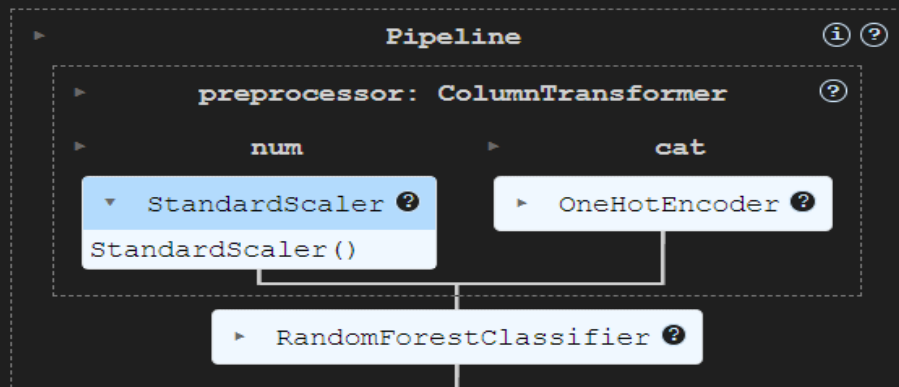 Pipeline
preprocessor: ColumnTransformer
num cat
StandardScaler OneHotEncoder
StandardScaler()
RandomForestClassifier